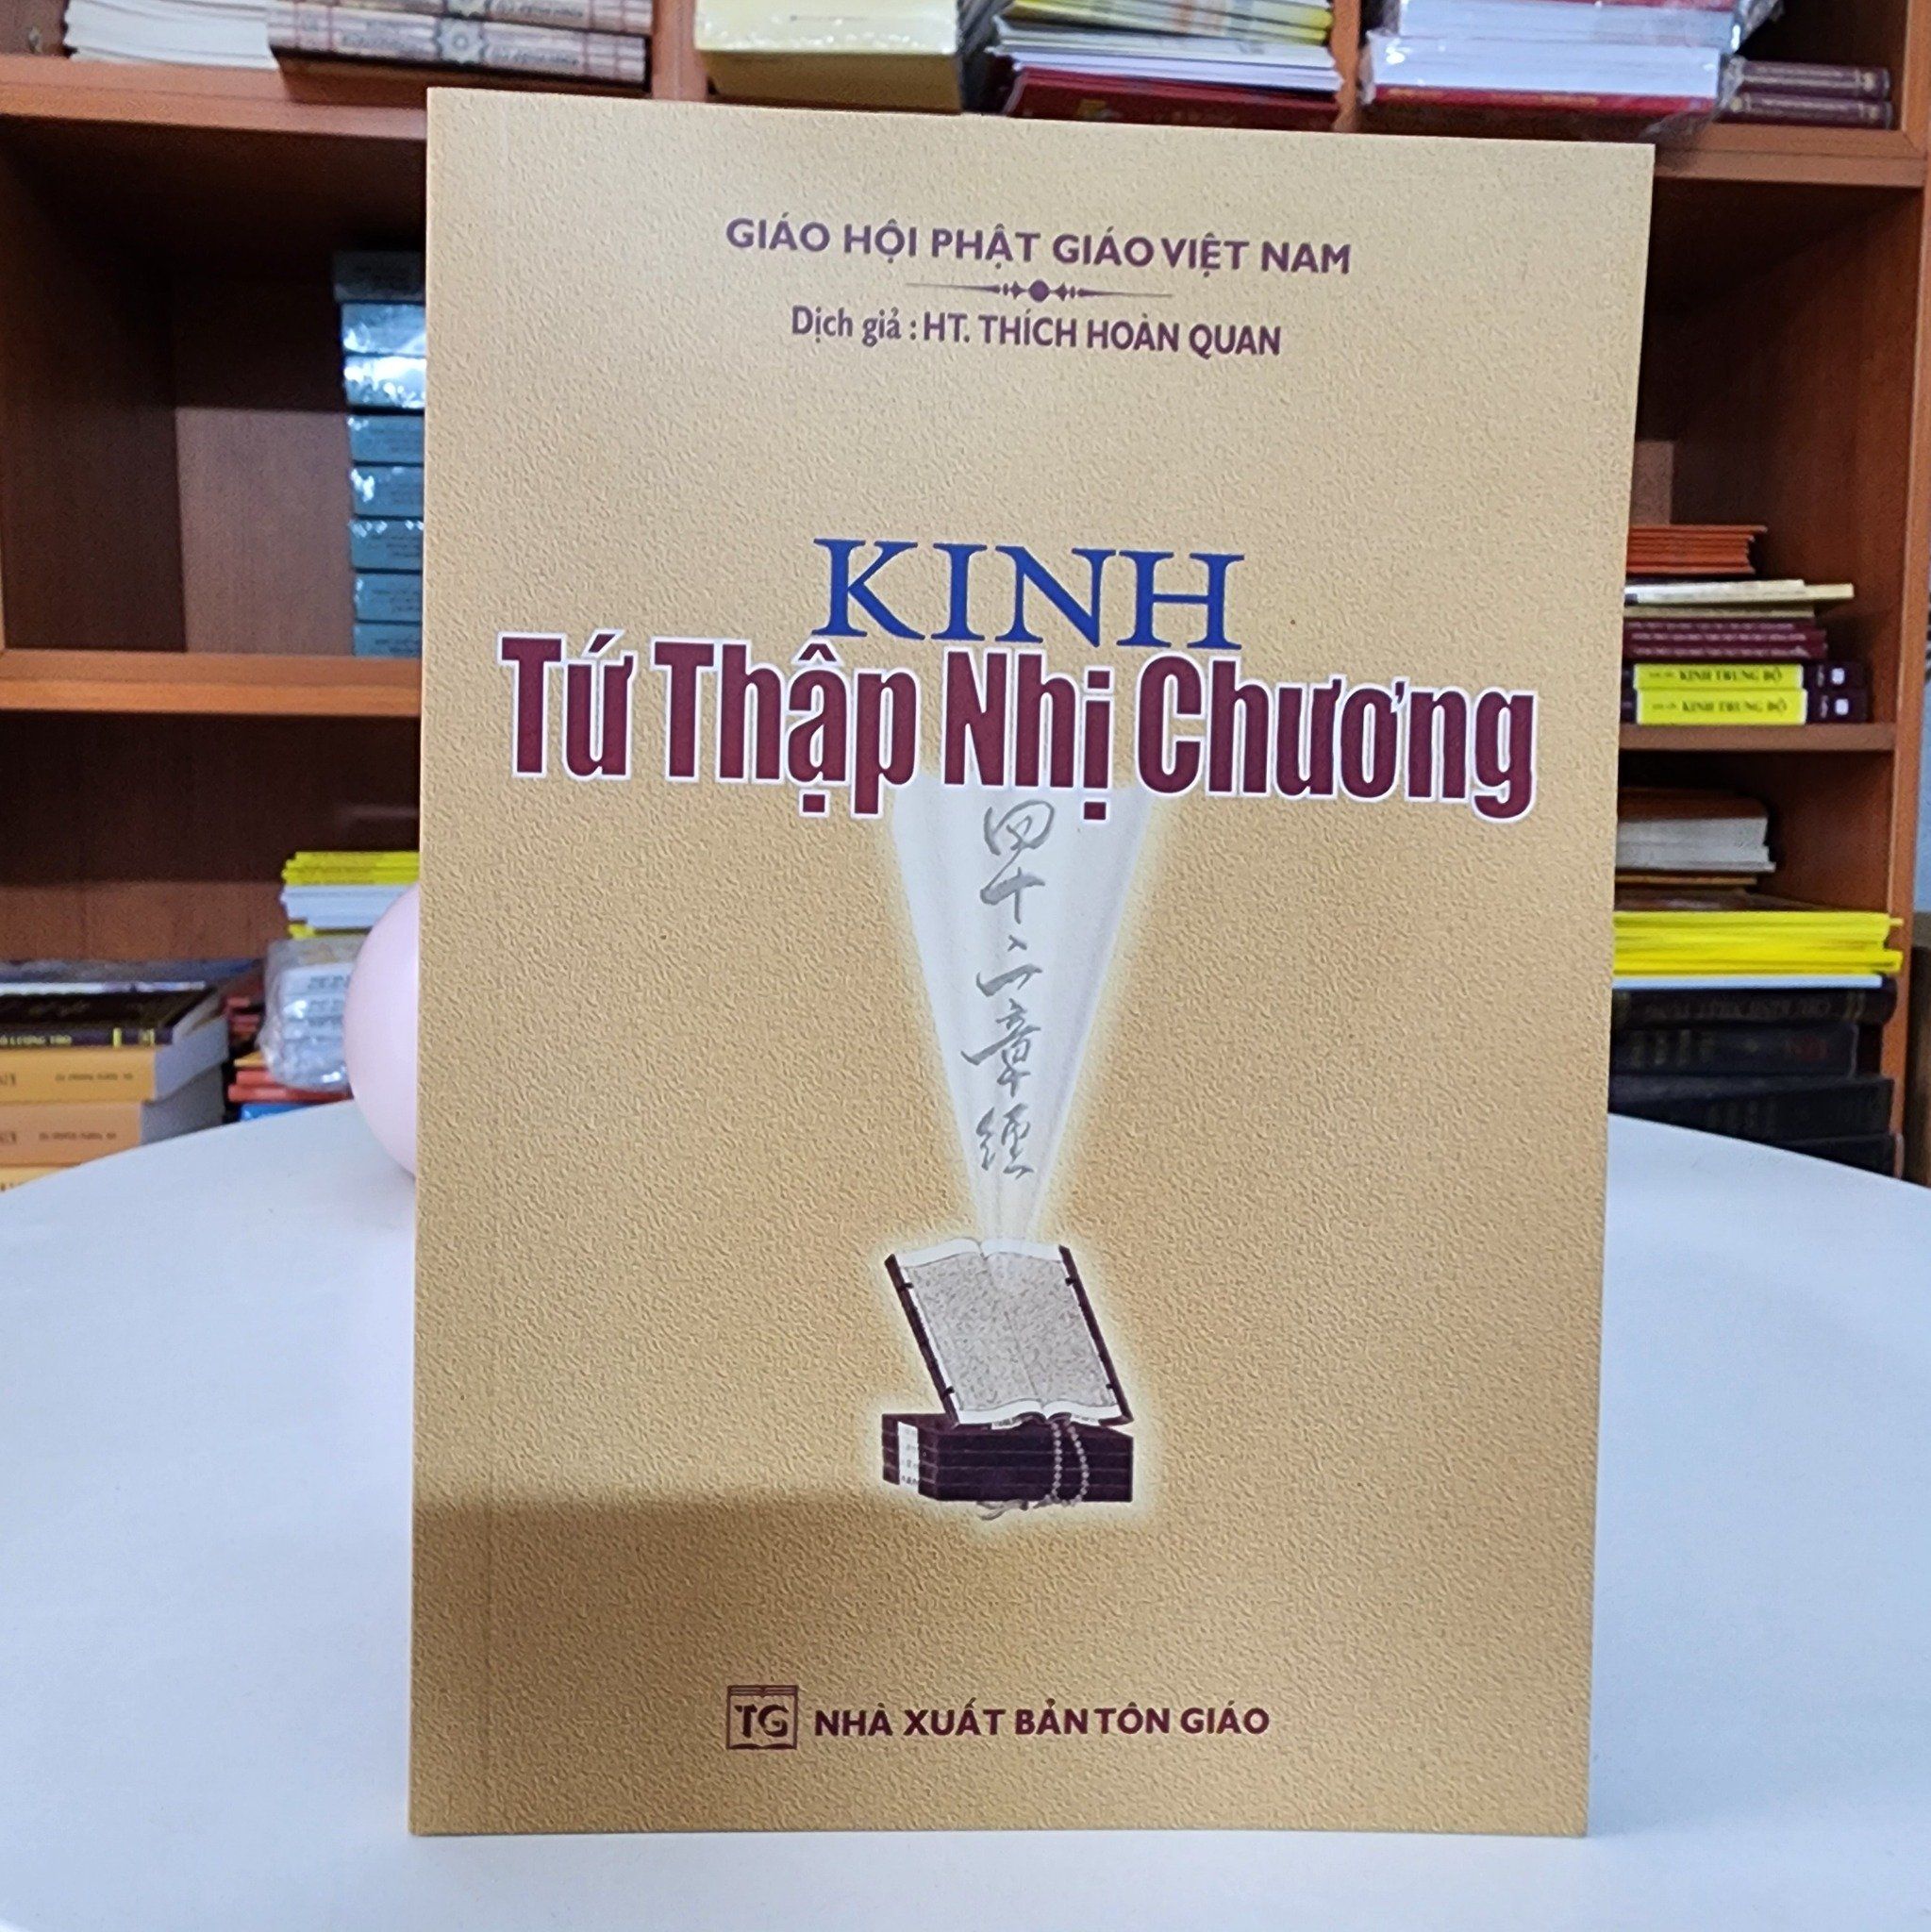 GIÁO HỘI PHẬT GIÁO VIỆT NAM
Dịch giả : HT. THÍCH HOÀN QUAN
KINH
Tứ Thập Nhị Chương
四十二章經
TG NHÀ XUẤT BẢN TÔN GIÁO
KINH TRUNG BỘ
KINH TRUNG BỘ